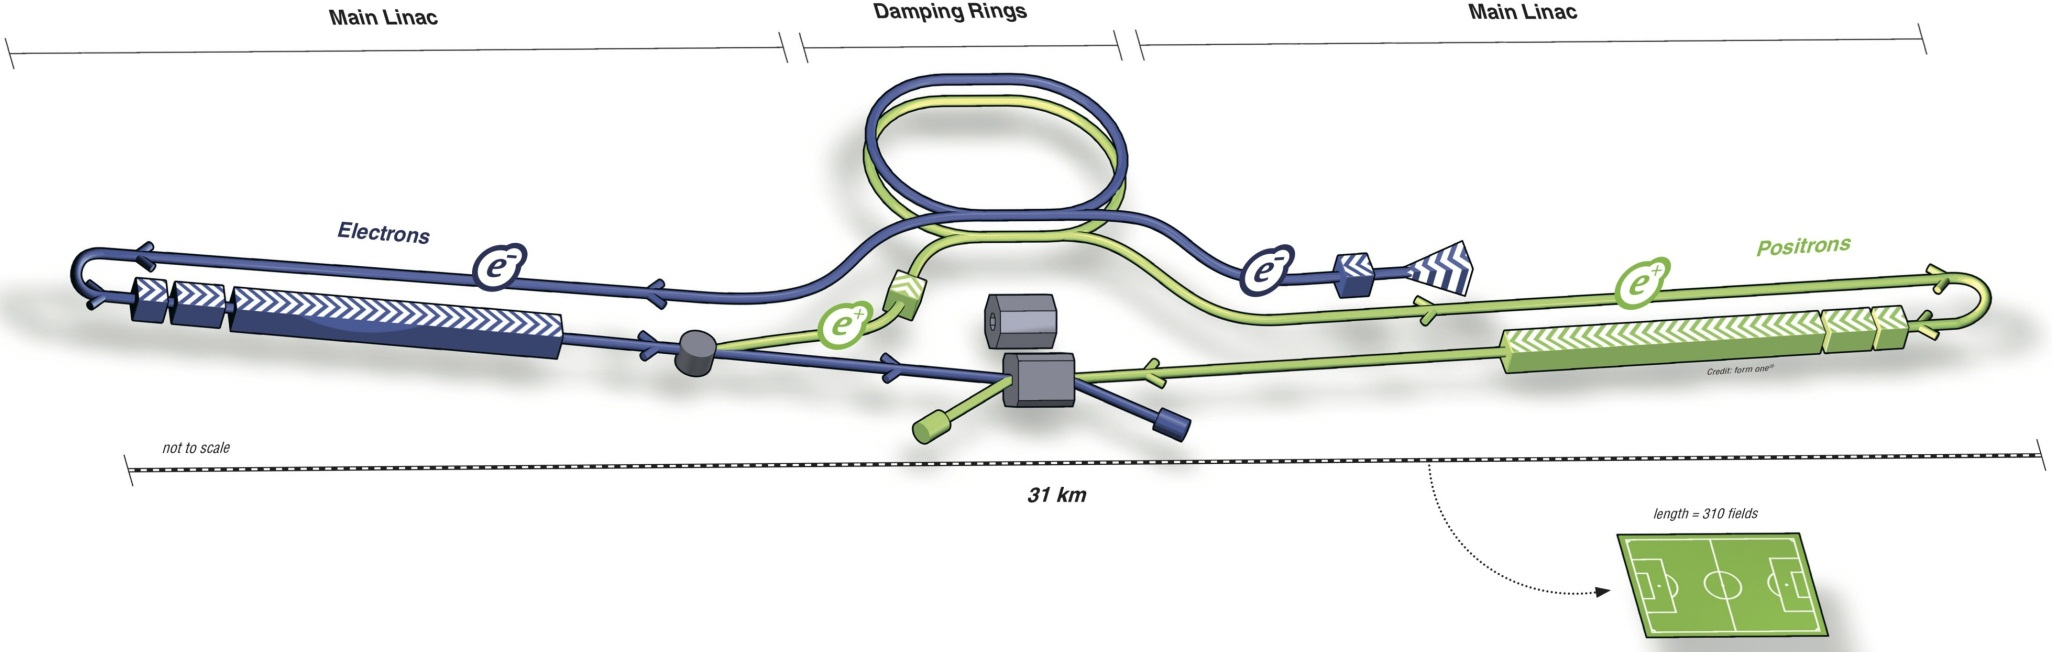 Main Linac
Damping Rings
Main Linac
Electrons
e⁻
e⁻
Positrons
e⁺
e⁺
Credit: form one®
not to scale
31 km
length = 310 fields